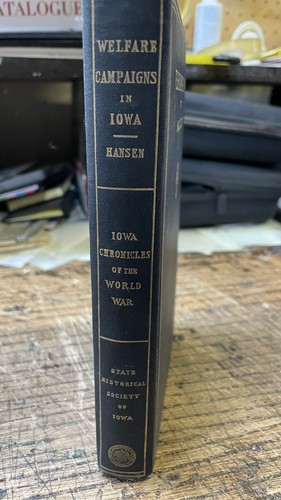 ATALOGUE
WELFARE
CAMPAIGNS
IN
IOWA
HANSEN
IOWA
CHRONICLES
OF THE
WORLD
WAR
STATE
HISTORICAL
SOCIETY
OF
IOWA